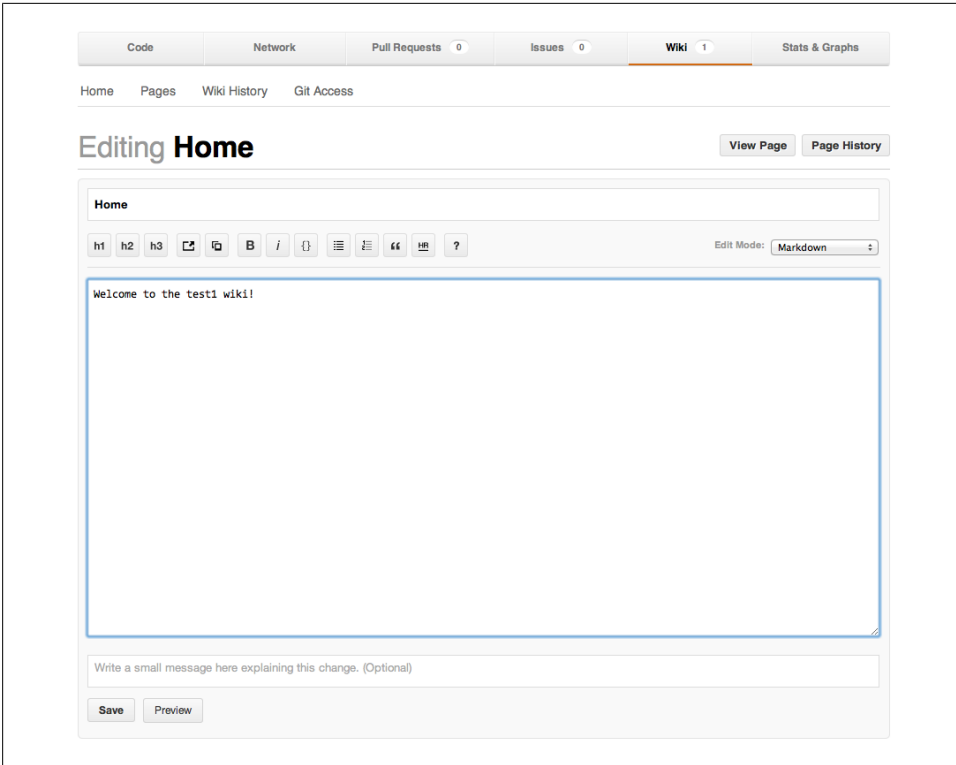 Code Network Pull Requests 0 Issues 0 Wiki 1 Stats & Graphs
Home Pages Wiki History Git Access
Editing Home View Page Page History
Home
h1 h2 h3 B i {} “ HR ? Edit Mode: Markdown
Welcome to the test1 wiki!
Write a small message here explaining this change. (Optional)
Save Preview